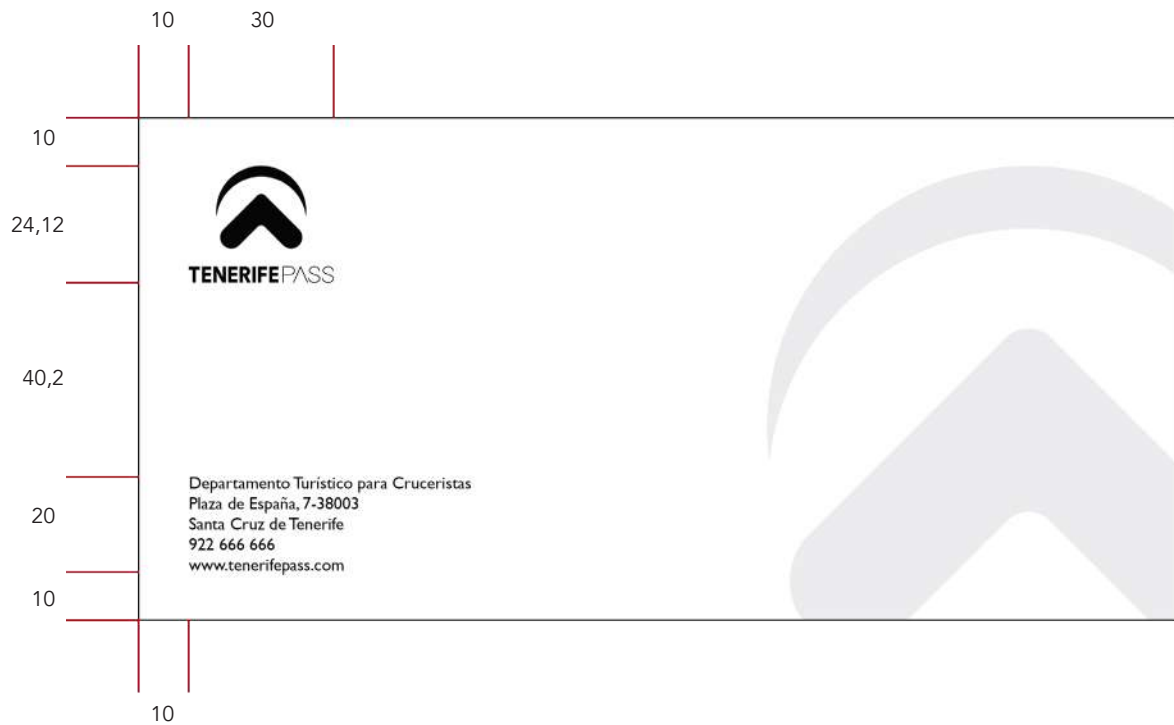 10 30
10
24,12
TENERIFEPASS
40,2
Departamento Turístico para Cruceristas
Plaza de España, 7-38003
Santa Cruz de Tenerife
20
922 666 666
www.tenerifepass.com
10
10